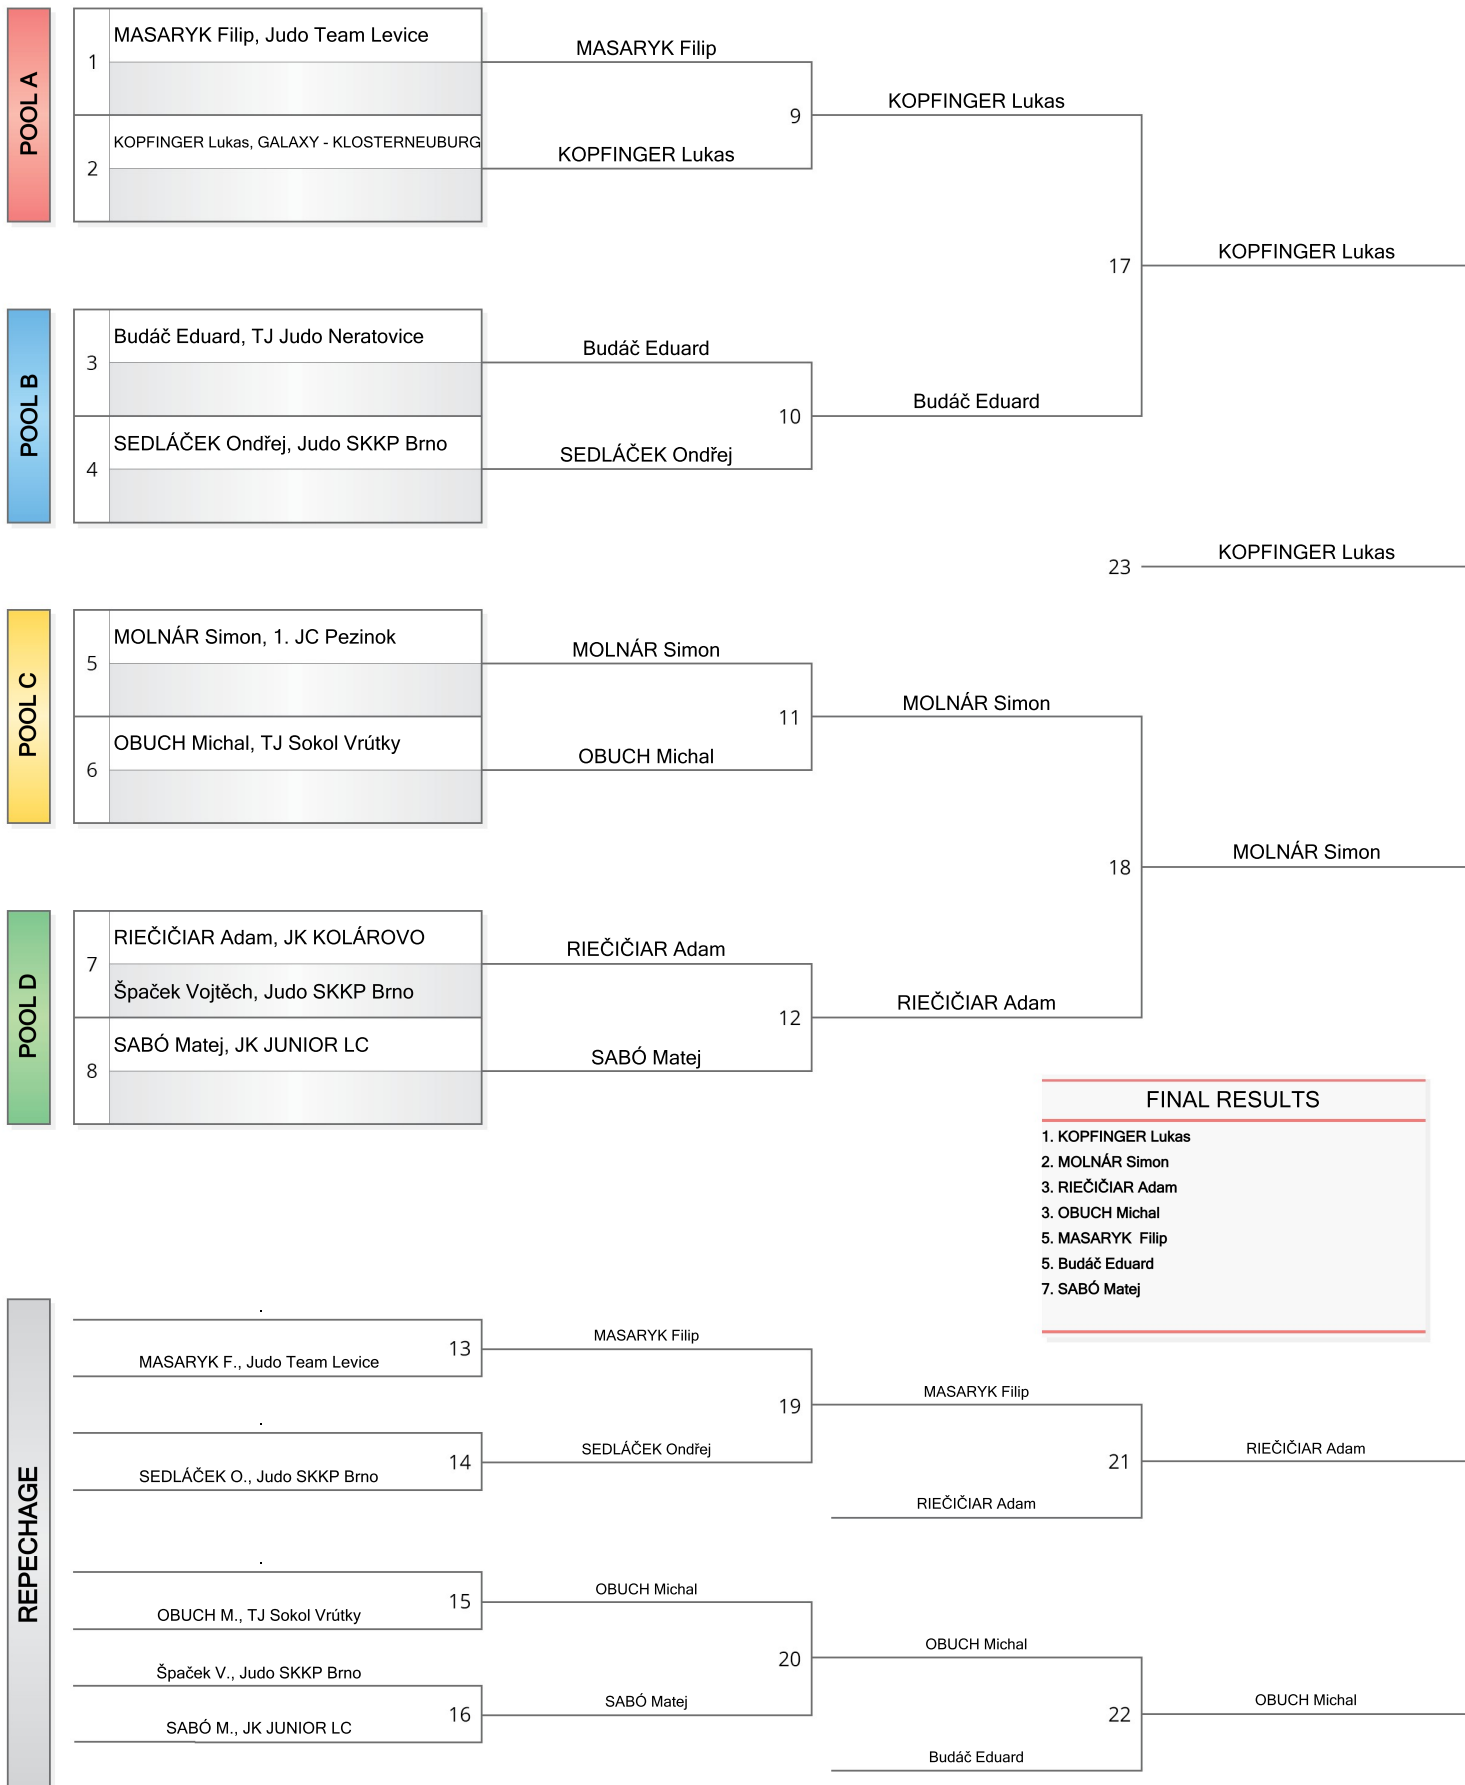 POOL A
1
MASARYK Filip, Judo Team Levice
2
KOPFINGER Lukas, GALAXY - KLOSTERNEUBURG
MASARYK Filip
KOPFINGER Lukas
9
KOPFINGER Lukas
17
KOPFINGER Lukas
POOL B
3
Budáč Eduard, TJ Judo Neratovice
4
SEDLÁČEK Ondřej, Judo SKKP Brno
Budáč Eduard
SEDLÁČEK Ondřej
10
Budáč Eduard
23
KOPFINGER Lukas
POOL C
5
MOLNÁR Simon, 1. JC Pezinok
6
OBUCH Michal, TJ Sokol Vrútky
MOLNÁR Simon
OBUCH Michal
11
MOLNÁR Simon
18
MOLNÁR Simon
POOL D
7
RIEČIČIAR Adam, JK KOLÁROVO
Špaček Vojtěch, Judo SKKP Brno
8
SABÓ Matej, JK JUNIOR LC
RIEČIČIAR Adam
SABÓ Matej
12
RIEČIČIAR Adam
FINAL RESULTS
1. KOPFINGER Lukas
2. MOLNÁR Simon
3. RIEČIČIAR Adam
3. OBUCH Michal
5. MASARYK  Filip
5. Budáč Eduard
7. SABÓ Matej
REPECHAGE
.
MASARYK F., Judo Team Levice
13
MASARYK Filip
.
SEDLÁČEK O., Judo SKKP Brno
14
SEDLÁČEK Ondřej
19
MASARYK Filip
RIEČIČIAR Adam
21
RIEČIČIAR Adam
.
OBUCH M., TJ Sokol Vrútky
15
OBUCH Michal
Špaček V., Judo SKKP Brno
SABÓ M., JK JUNIOR LC
16
SABÓ Matej
20
OBUCH Michal
Budáč Eduard
22
OBUCH Michal